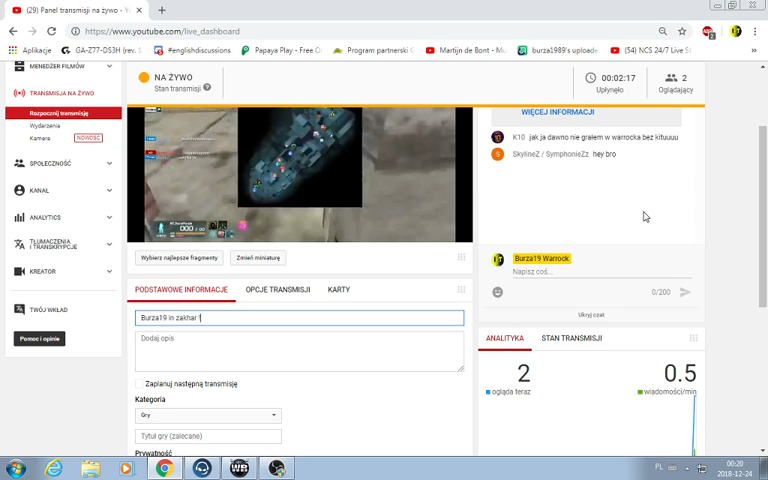 (29) Panel transmisji na żywo
https://www.youtube.com/live_dashboard
Aplikacje
GA-Z77-DS3H (rev.
#englishdiscussions
Papaya Play - Free O
Program partnerski
Martijn de Bont - Mu
burza1989's uploade
(54) NCS 24/7 Live St
MENEDŻER FILMÓW
TRANSMISJA NA ŻYWO
Rozpocznij transmisję
Wydarzenia
Kamera
NOWOŚĆ
SPOŁECZNOŚĆ
KANAŁ
ANALYTICS
TŁUMACZENIA
I TRANSKRYPCJE
KREATOR
TWÓJ WKŁAD
Pomoc i opinie
NA ŻYWO
Stan transmisji
00:02:17
Upłynęło
2
Oglądający
000 / 00
Wybierz najlepsze fragmenty
Zmień miniaturę
PODSTAWOWE INFORMACJE
OPCJE TRANSMISJI
KARTY
Burza19 in zakhar !
Dodaj opis
Zaplanuj następną transmisję
Kategoria
Gry
Tytuł gry (zalecane)
Prywatność
WIĘCEJ INFORMACJI
K10 jak ja dawno nie grałem w warrocka bez kituuuu
S
SkylineZ / SymphonieZz hey bro
Burza19 Warrock
Napisz coś...
0/200
Ukryj czat
ANALITYKA
STAN TRANSMISJI
2
ogląda teraz
0.5
wiadomości/min
WR
PL
00:20
2018-12-24